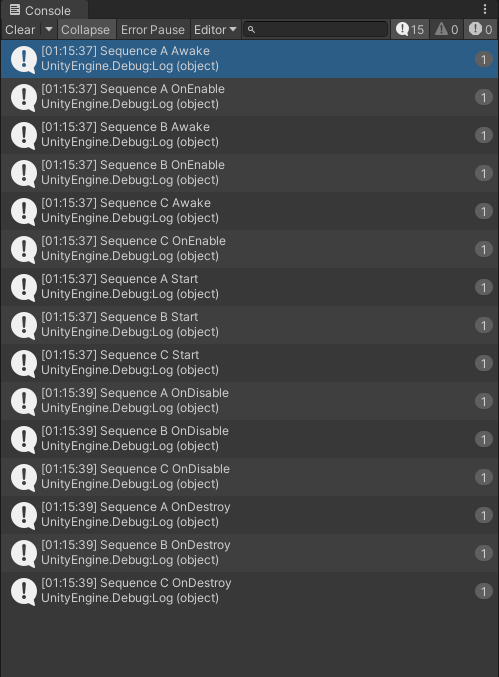 Console
Clear Collapse Error Pause Editor 15 0 0
[01:15:37] Sequence A Awake
UnityEngine.Debug:Log (object)
1
[01:15:37] Sequence A OnEnable
UnityEngine.Debug:Log (object)
1
[01:15:37] Sequence B Awake
UnityEngine.Debug:Log (object)
1
[01:15:37] Sequence B OnEnable
UnityEngine.Debug:Log (object)
1
[01:15:37] Sequence C Awake
UnityEngine.Debug:Log (object)
1
[01:15:37] Sequence C OnEnable
UnityEngine.Debug:Log (object)
1
[01:15:37] Sequence A Start
UnityEngine.Debug:Log (object)
1
[01:15:37] Sequence B Start
UnityEngine.Debug:Log (object)
1
[01:15:37] Sequence C Start
UnityEngine.Debug:Log (object)
1
[01:15:39] Sequence A OnDisable
UnityEngine.Debug:Log (object)
1
[01:15:39] Sequence B OnDisable
UnityEngine.Debug:Log (object)
1
[01:15:39] Sequence C OnDisable
UnityEngine.Debug:Log (object)
1
[01:15:39] Sequence A OnDestroy
UnityEngine.Debug:Log (object)
1
[01:15:39] Sequence B OnDestroy
UnityEngine.Debug:Log (object)
1
[01:15:39] Sequence C OnDestroy
UnityEngine.Debug:Log (object)
1